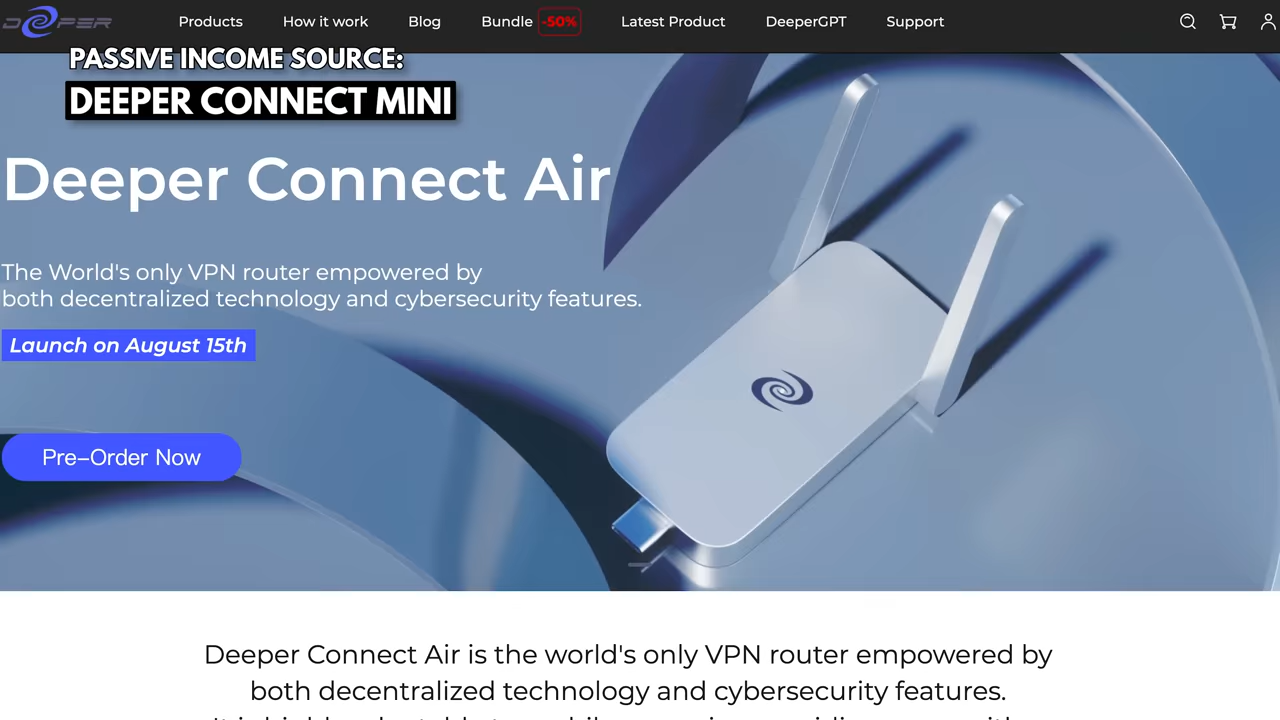 DEEPER
Products
How it work
Blog
Bundle -50%
Latest Product
DeeperGPT
Support
PASSIVE INCOME SOURCE:
DEEPER CONNECT MINI
Deeper Connect Air
The World's only VPN router empowered by
both decentralized technology and cybersecurity features.
Launch on August 15th
Pre-Order Now
Deeper Connect Air is the world's only VPN router empowered by
both decentralized technology and cybersecurity features.